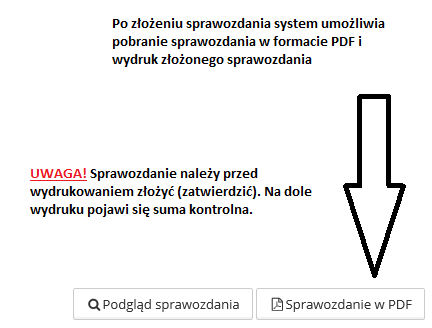 Po złożeniu sprawozdania system umożliwia
pobranie sprawozdania w formacie PDF i
wydruk złożonego sprawozdania
UWAGA! Sprawozdanie należy przed
wydrukowaniem złożyć (zatwierdzić). Na dole
wydruku pojawi się suma kontrolna.
Podgląd sprawozdania
Sprawozdanie w PDF